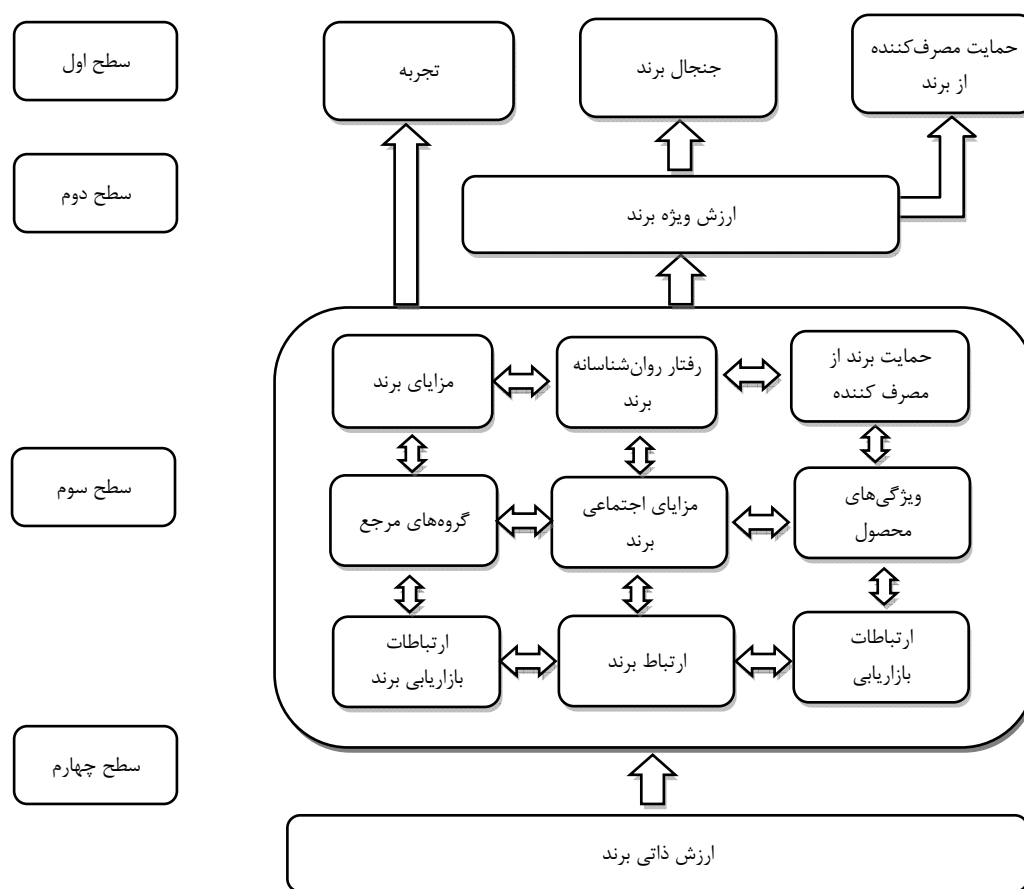 حمایت مصرف‌کننده
از برند
جنجال برند
تجربه
سطح اول
ارزش ویژه برند
سطح دوم
حمایت برند از
مصرف کننده
رفتار روان‌شناسانه
برند
مزایای برند
ویژگی‌های
محصول
مزایای اجتماعی
برند
گروه‌های مرجع
سطح سوم
ارتباطات
بازاریابی
ارتباط برند
ارتباطات
بازاریابی برند
سطح چهارم
ارزش ذاتی برند